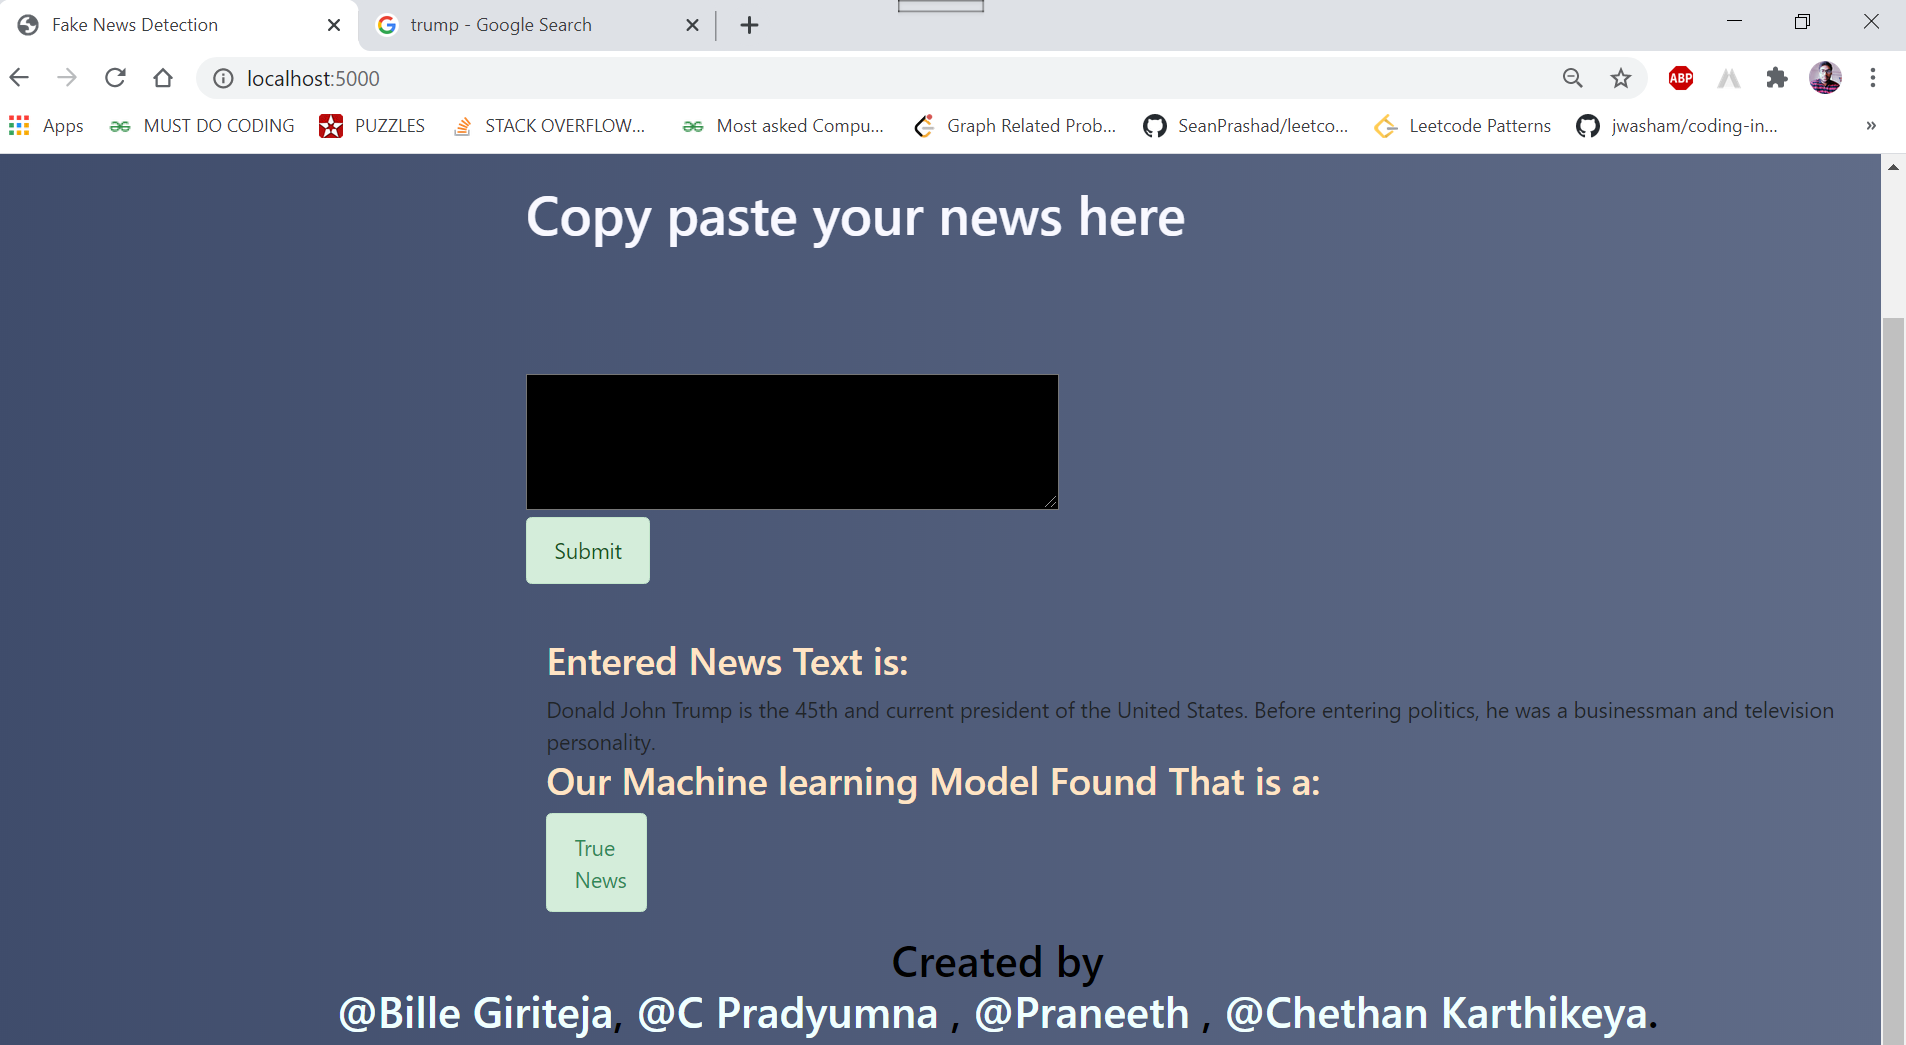 Fake News Detection
trump - Google Search
localhost:5000
ABP
Apps
MUST DO CODING
PUZZLES
STACK OVERFLOW...
Most asked Compu...
Graph Related Prob...
SeanPrashad/leetco...
Leetcode Patterns
jwasham/coding-in...
»
Copy paste your news here
Submit
Entered News Text is:
Donald John Trump is the 45th and current president of the United States. Before entering politics, he was a businessman and television
personality.
Our Machine learning Model Found That is a:
True
News
Created by
@Bille Giriteja, @C Pradyumna , @Praneeth , @Chethan Karthikeya.